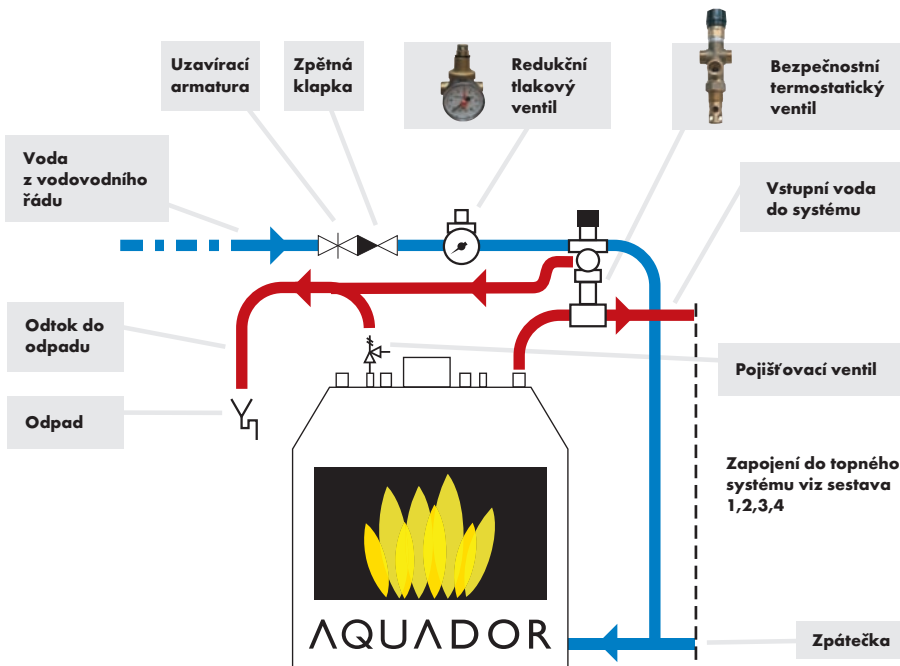 Uzavírací
armatura
Zpětná
klapka
Redukční
tlakový
ventil
Bezpečnostní
termostatický
ventil
Voda
z vodovodního
řádu
Vstupní voda
do systému
Odtok do
odpadu
Pojišťovací ventil
Odpad
Zapojení do topného
systému viz sestava
1,2,3,4
AQUADOR
Zpátečka